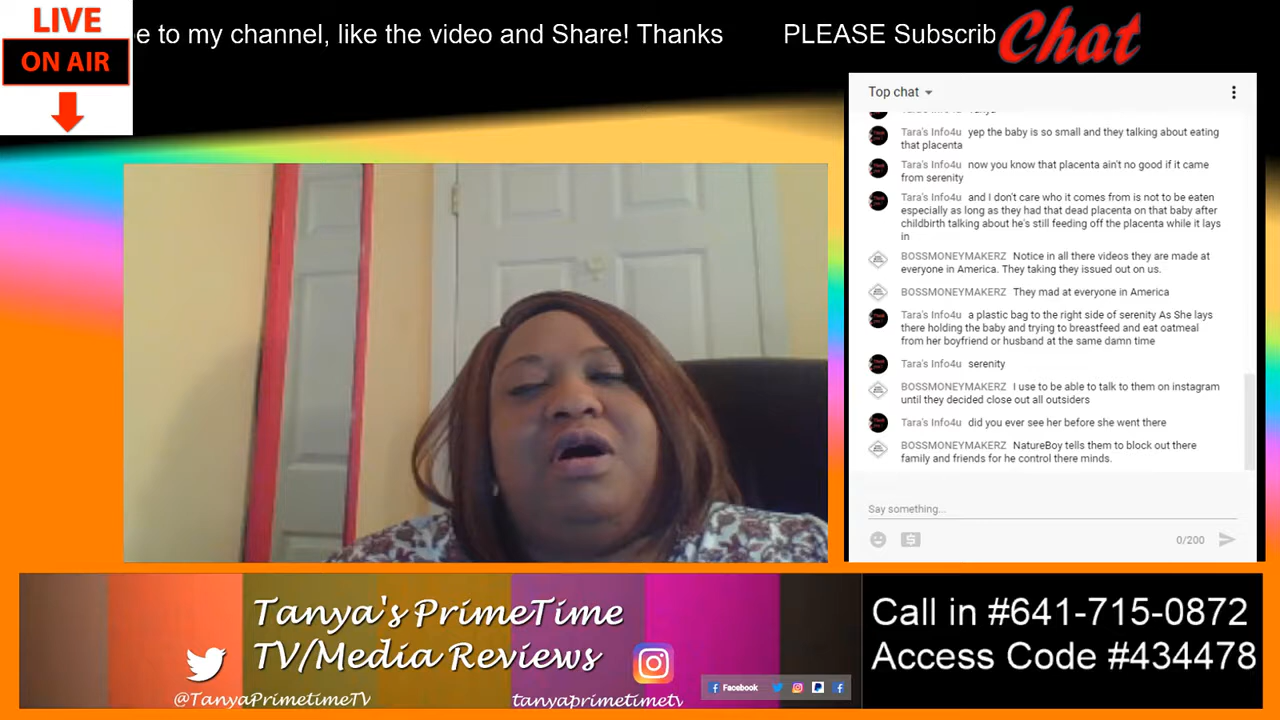 LIVE
ON AIR
e to my channel, like the video and Share! Thanks PLEASE Subscrib
Chat
Top chat
Tara's Info4u yep the baby is so small and they talking about eating
that placenta
Tara's Info4u now you know that placenta ain't no good if it came
from serenity
Tara's Info4u and I don't care who it comes from is not to be eaten
especially as long as they had that dead placenta on that baby after
childbirth talking about he's still feeding off the placenta while it lays
in
BOSSMONEYMAKERZ Notice in all there videos they are made at
everyone in America. They taking they issued out on us.
BOSSMONEYMAKERZ They mad at everyone in America
Tara's Info4u a plastic bag to the right side of serenity As She lays
there holding the baby and trying to breastfeed and eat oatmeal
from her boyfriend or husband at the same damn time
Tara's Info4u serenity
BOSSMONEYMAKERZ I use to be able to talk to them on instagram
until they decided close out all outsiders
Tara's Info4u did you ever see her before she went there
BOSSMONEYMAKERZ NatureBoy tells them to block out there
family and friends for he control there minds.
Say something...
0/200
Tanya's PrimeTime
TV/Media Reviews
@TanyaPrimetimeTV
tanyaprimetimetv
Facebook
Call in #641-715-0872
Access Code #434478